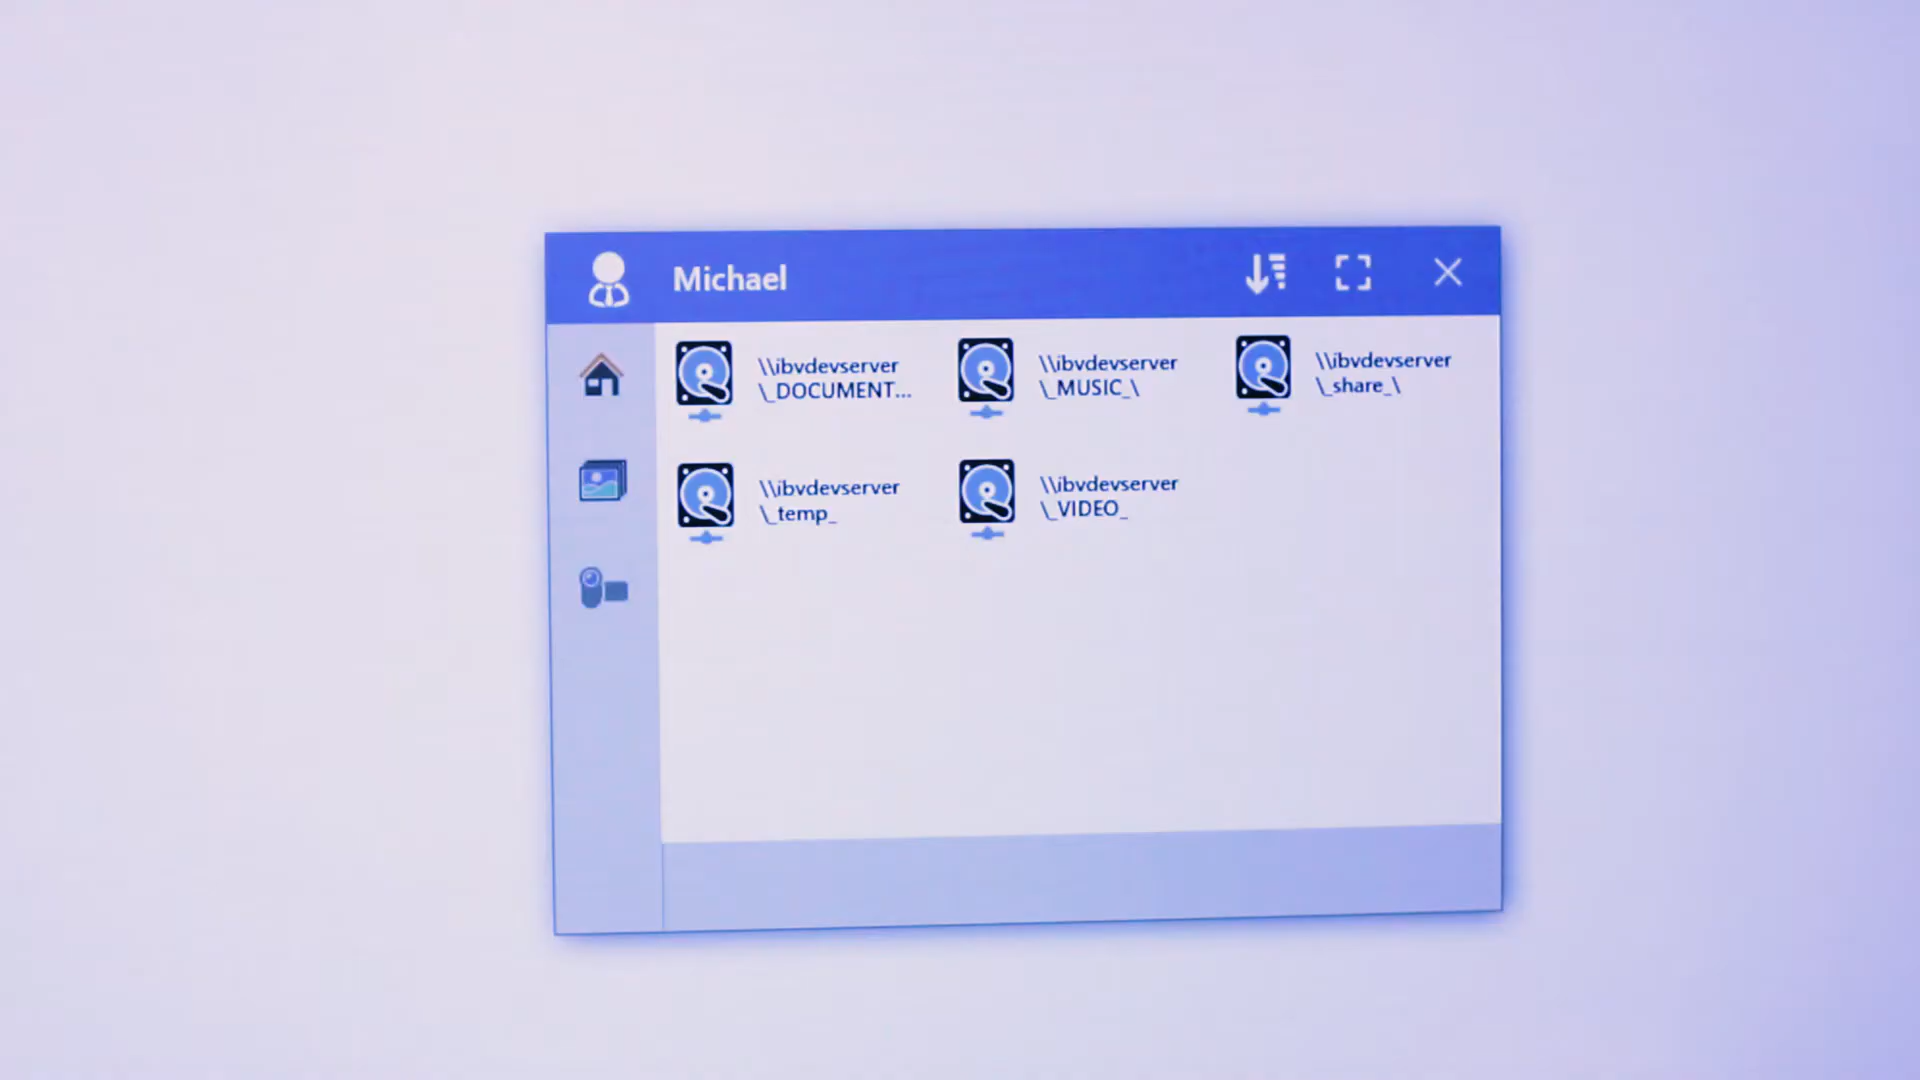 Michael
\\ibvdevserver
\_DOCUMENT...
\\ibvdevserver
\_MUSIC_\
\\ibvdevserver
\_share_\
\\ibvdevserver
\_temp_
\\ibvdevserver
\_VIDEO_